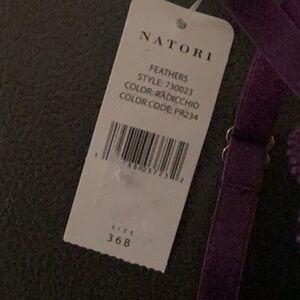 NATORI
FEATHERS
STYLE: 730023
COLOR: RADICCHIO
COLOR CODE: PR234
SIZE
36B